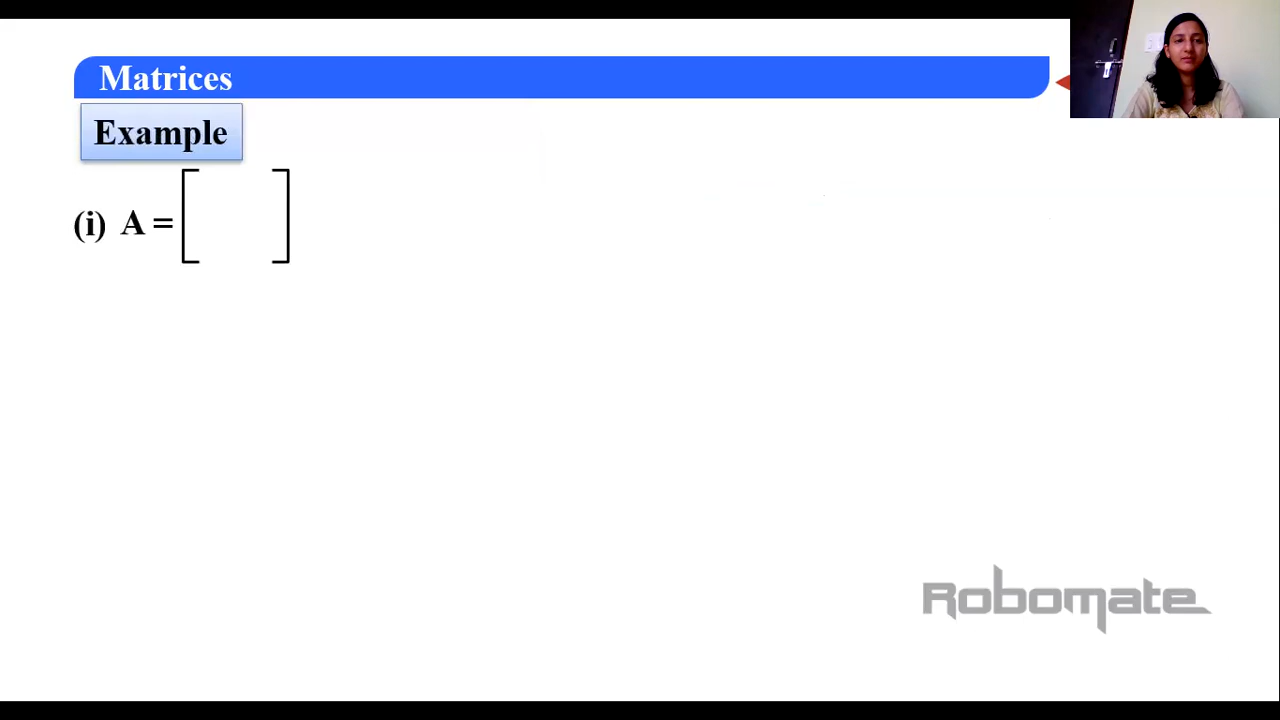 Matrices
Example
(i) A = [ ]
Robomate